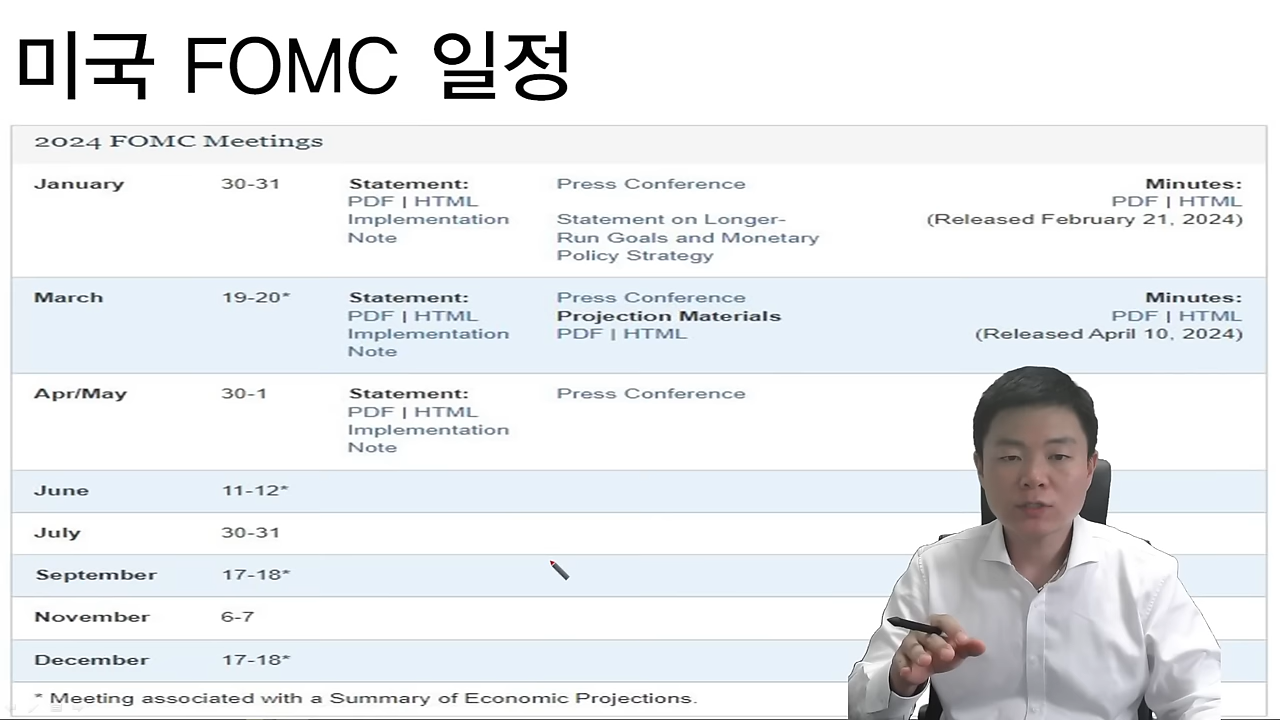 미국 FOMC 일정
2024 FOMC Meetings
January 30-31 Statement: Press Conference Minutes:
PDF | HTML PDF | HTML
Implementation Statement on Longer- (Released February 21, 2024)
Note Run Goals and Monetary
Policy Strategy
March 19-20* Statement: Press Conference Minutes:
PDF | HTML Projection Materials PDF | HTML
Implementation PDF | HTML (Released April 10, 2024)
Note
Apr/May 30-1 Statement: Press Conference
PDF | HTML
Implementation
Note
June 11-12*
July 30-31
September 17-18*
November 6-7
December 17-18*
* Meeting associated with a Summary of Economic Projections.